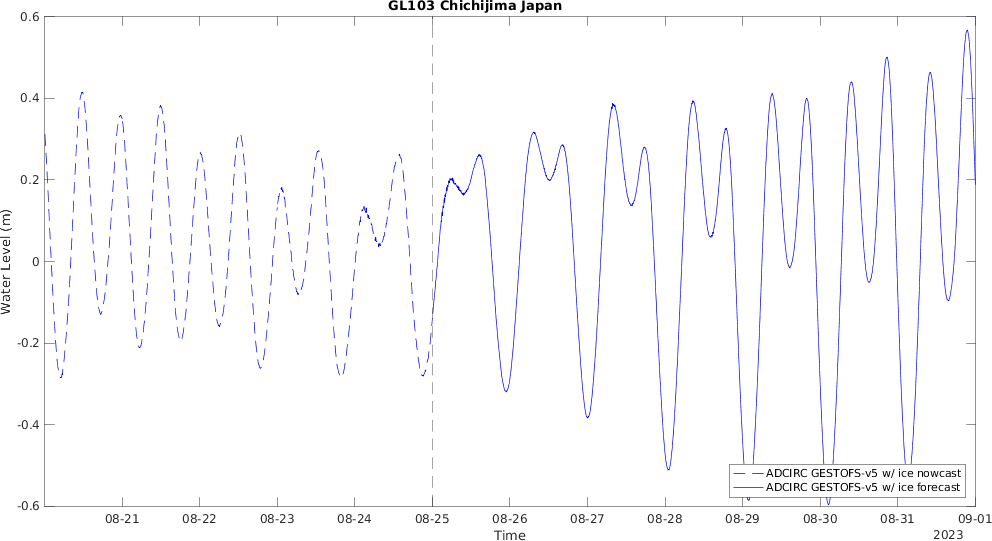 GL103 Chichijima Japan
0.6
0.4
0.2
0
-0.2
-0.4
-0.6
Water Level (m)
ADCIRC GESTOFS-v5 w/ ice nowcast
ADCIRC GESTOFS-v5 w/ ice forecast
08-21 08-22 08-23 08-24 08-25 08-26 08-27 08-28 08-29 08-30 08-31 09-01
Time
2023